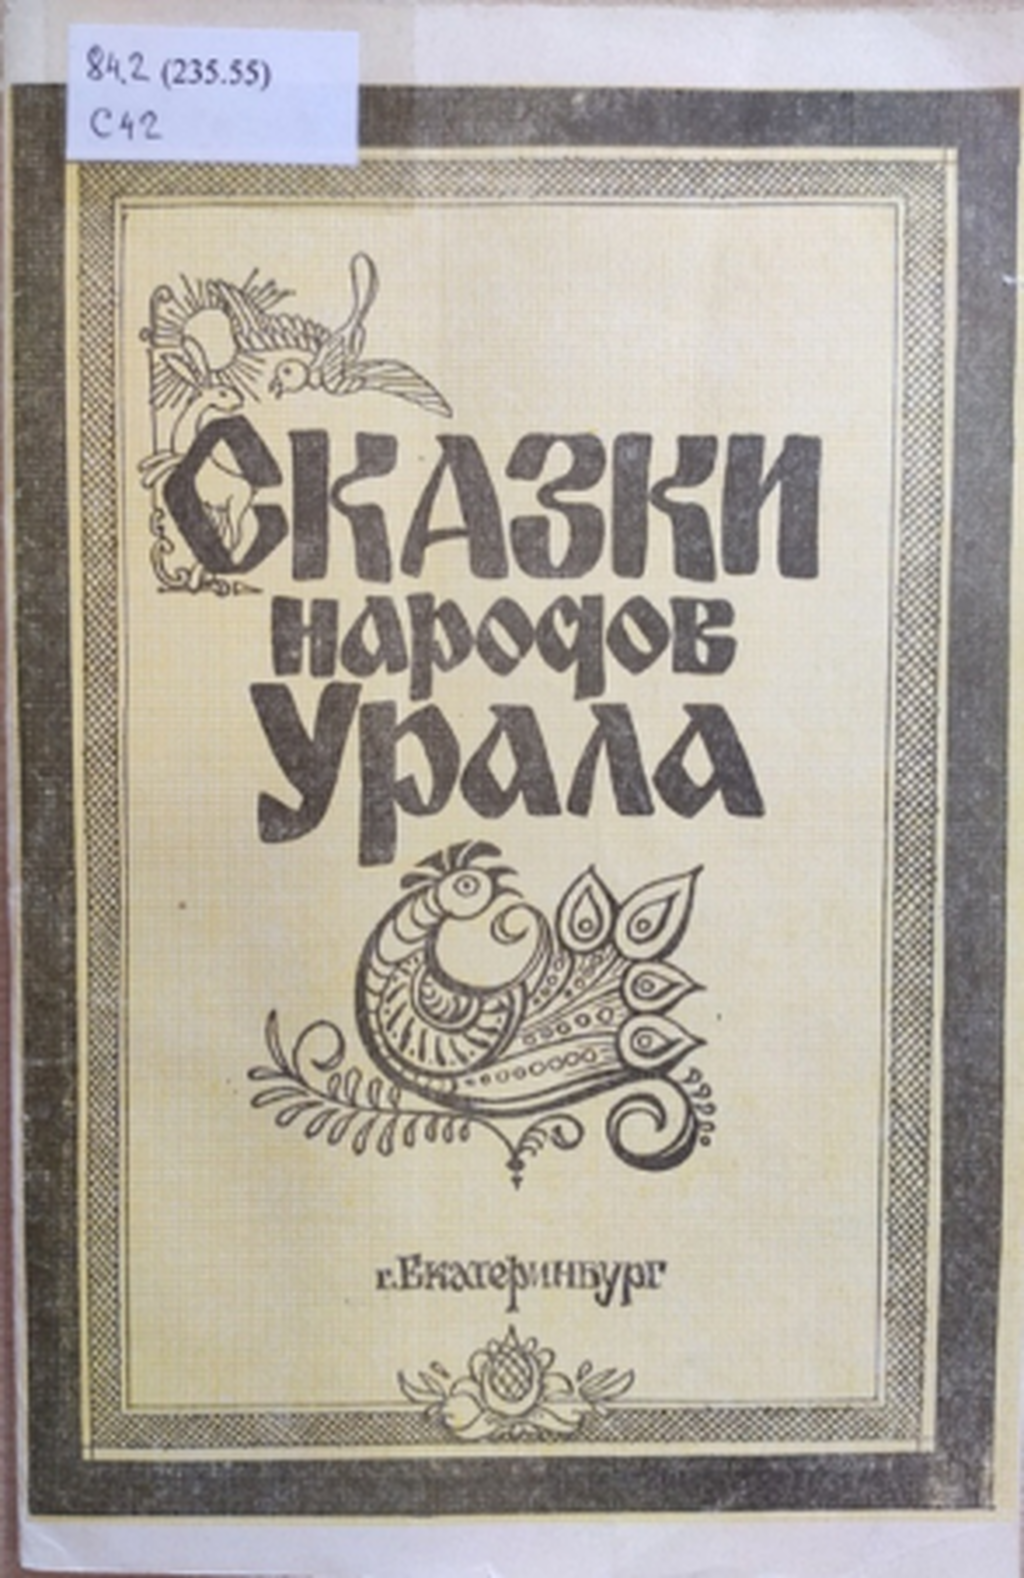 84.2 (235.55)
С42
Сказки
народов
Урала
г.Екатеринбург